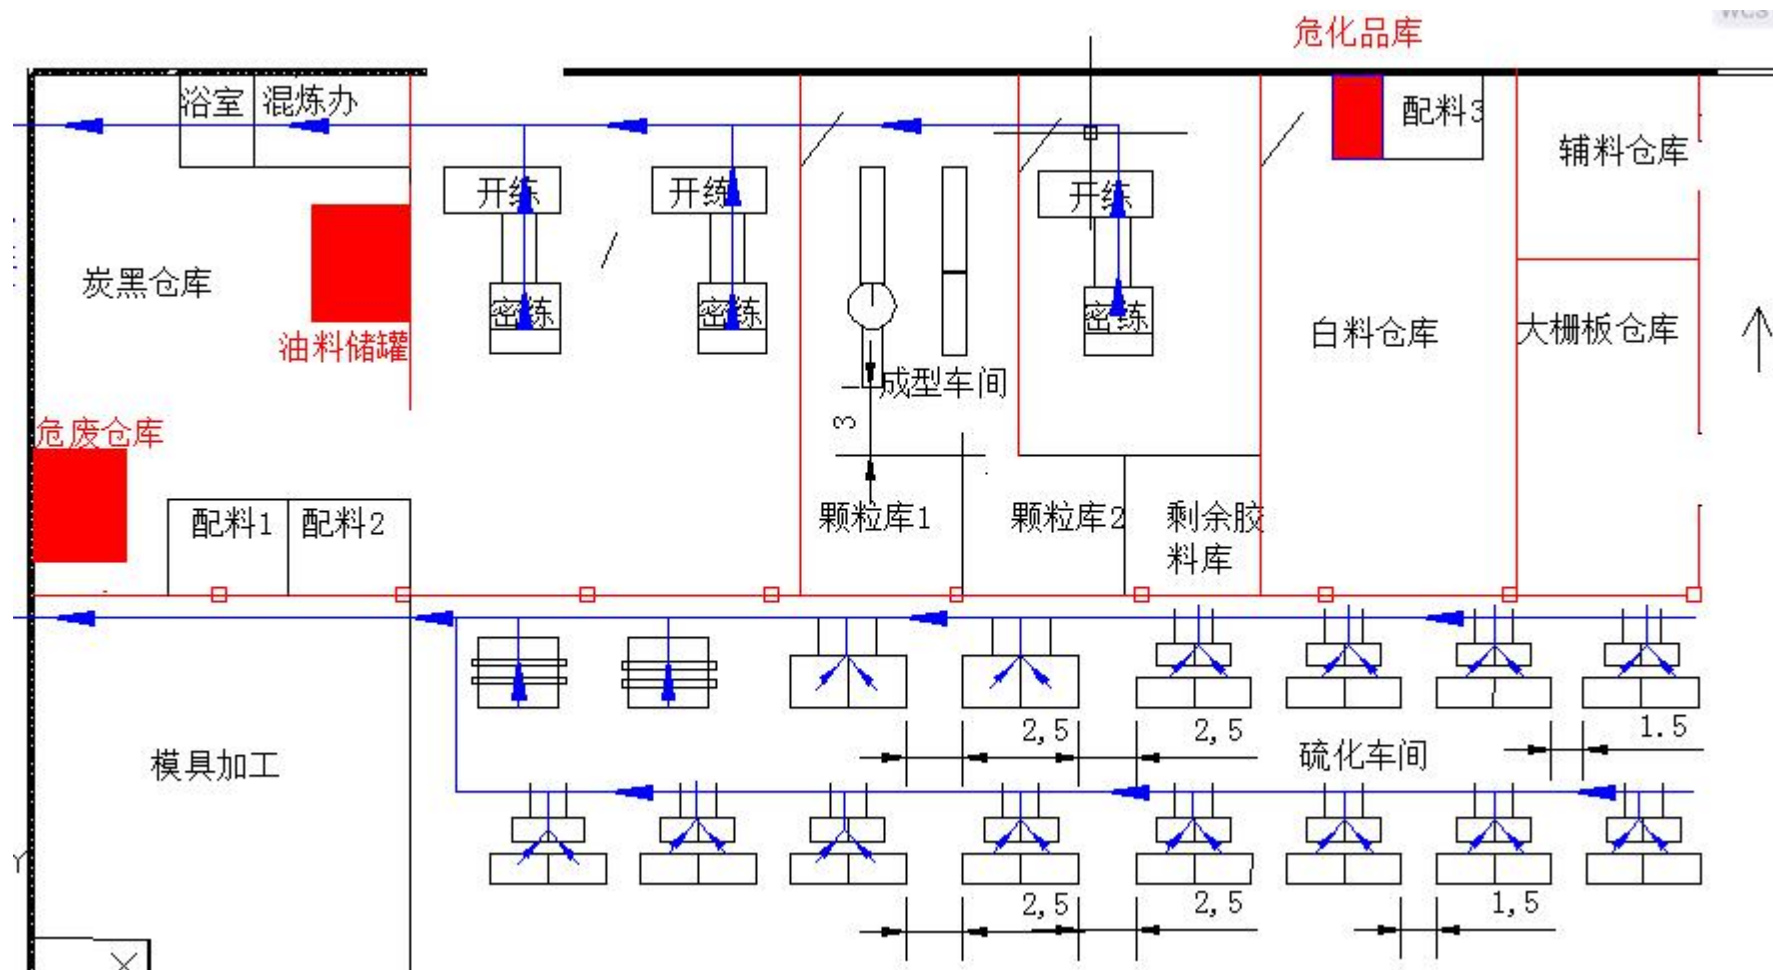 WCS
危化品库
浴室
混炼办
配料3
辅料仓库
开练
开练
开练
炭黑仓库
密练
密练
密练
白料仓库
大栅板仓库
油料储罐
成型车间
3
危废仓库
配料1
配料2
颗粒库1
颗粒库2
剩余胶
料库
2,5
2,5
1.5
模具加工
硫化车间
Y
2,5
2,5
1,5